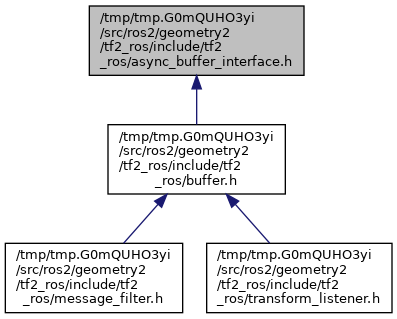 /tmp/tmp.G0mQUHO3yi
/src/ros2/geometry2
/tf2_ros/include/tf2
_ros/async_buffer_interface.h
/tmp/tmp.G0mQUHO3yi
/src/ros2/geometry2
/tf2_ros/include/tf2
_ros/buffer.h
/tmp/tmp.G0mQUHO3yi
/src/ros2/geometry2
/tf2_ros/include/tf2
_ros/message_filter.h
/tmp/tmp.G0mQUHO3yi
/src/ros2/geometry2
/tf2_ros/include/tf2
_ros/transform_listener.h